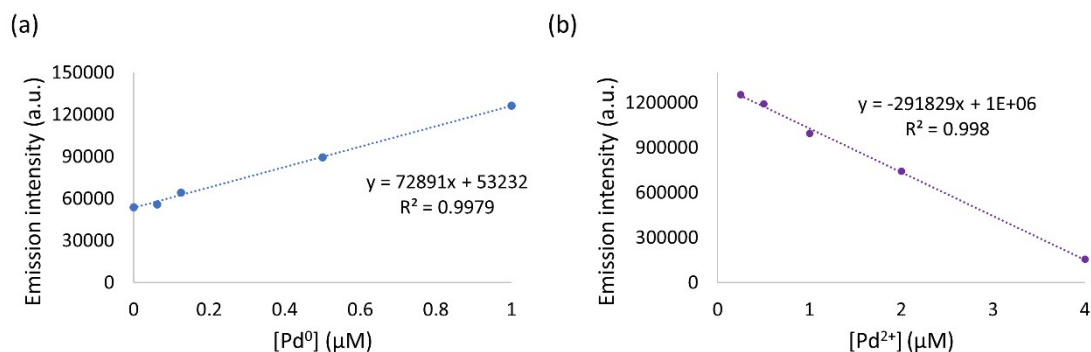 (a)
Emission intensity (a.u.)
150000
120000
90000
60000
30000
0
y = 72891x + 53232
R² = 0.9979
0 0.2 0.4 0.6 0.8 1
[Pd⁰] (µM)
(b)
Emission intensity (a.u.)
1200000
900000
600000
300000
0
y = -291829x + 1E+06
R² = 0.998
0 1 2 3 4
[Pd²⁺] (µM)